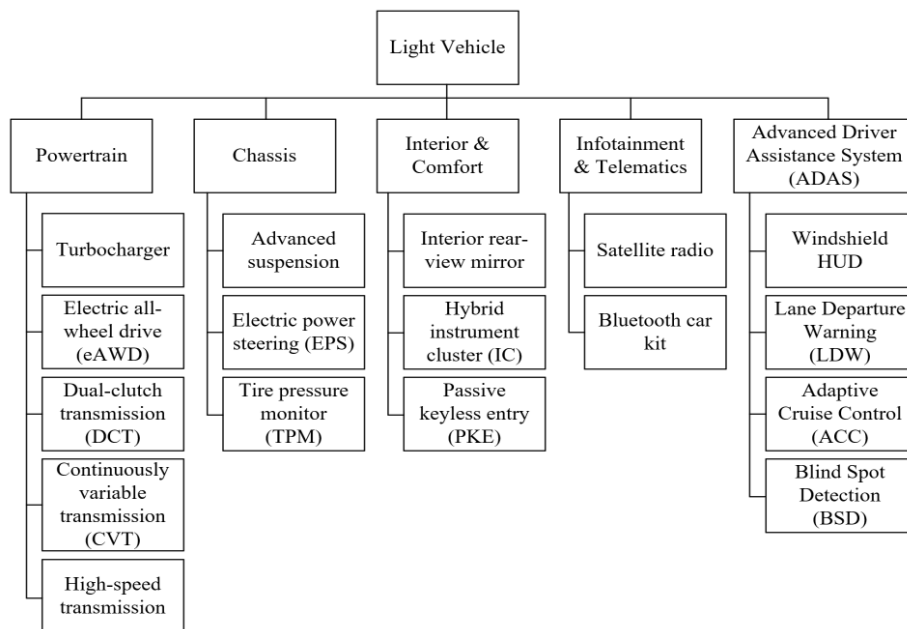 Light Vehicle
Powertrain
Chassis
Interior &
Comfort
Infotainment
& Telematics
Advanced Driver
Assistance System
(ADAS)
Turbocharger
Electric all-
wheel drive
(eAWD)
Dual-clutch
transmission
(DCT)
Continuously
variable
transmission
(CVT)
High-speed
transmission
Advanced
suspension
Electric power
steering (EPS)
Tire pressure
monitor
(TPM)
Interior rear-
view mirror
Hybrid
instrument
cluster (IC)
Passive
keyless entry
(PKE)
Satellite radio
Bluetooth car
kit
Windshield
HUD
Lane Departure
Warning
(LDW)
Adaptive
Cruise Control
(ACC)
Blind Spot
Detection
(BSD)